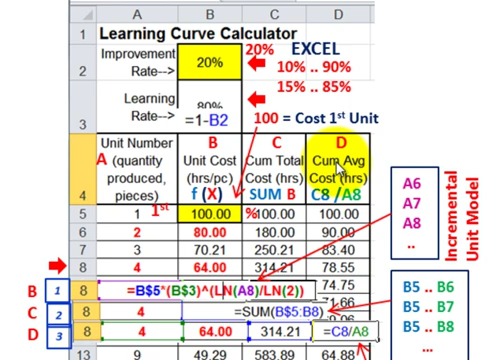 A B C D
1 Learning Curve Calculator
2 Improvement Rate--> 20% 20% EXCEL
10% .. 90%
15% .. 85%
3 Learning Rate--> 80%
=1-B2
100 = Cost 1st Unit
A B C D
4 Unit Number (quantity produced, pieces) Unit Cost (hrs/pc) Cum Total Cost (hrs) Cum Avg Cost (hrs)
f (X) SUM B C8 /A8
5 1 1st 100.00 % 100.00 100.00
6 2 80.00 180.00 90.00
7 3 70.21 250.21 83.40
8 4 64.00 314.21 78.55
B 1 8 =B$5*(B$3)^(LN(A8)/LN(2)) 74.75
71.66
C 2 8 4 =SUM(B$5:B8)
D 3 8 4 64.00 314.21 =C8/A8
13 9 49.29 583.89 64.88
A6
A7
A8
..
Incremental
Unit Model
B5 .. B6
B5 .. B7
B5 .. B8
...